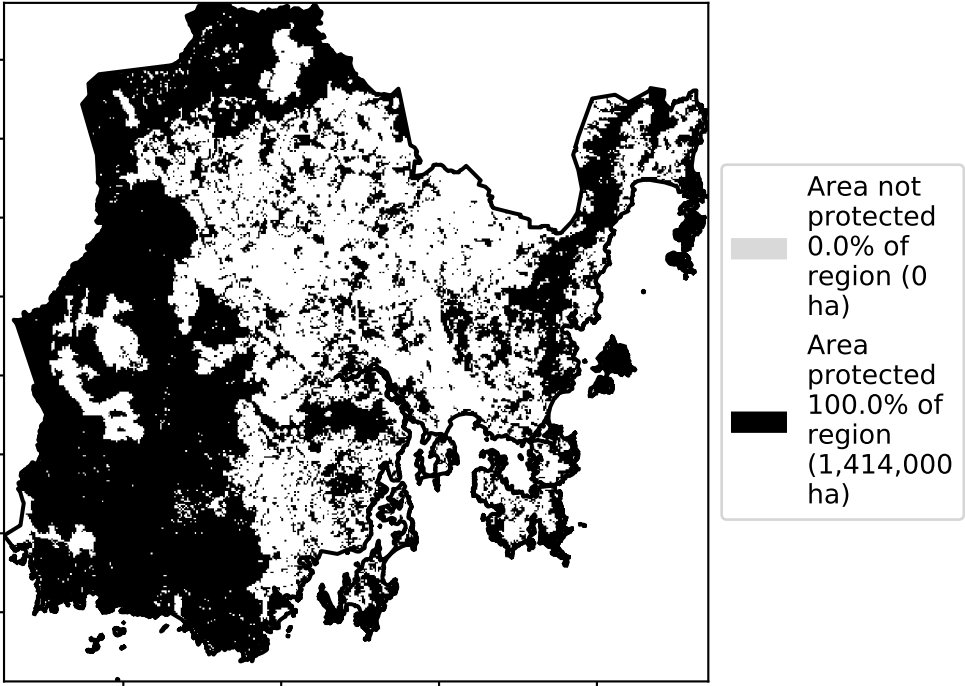 Area not
protected
0.0% of
region (0
ha)
Area
protected
100.0% of
region
(1,414,000
ha)